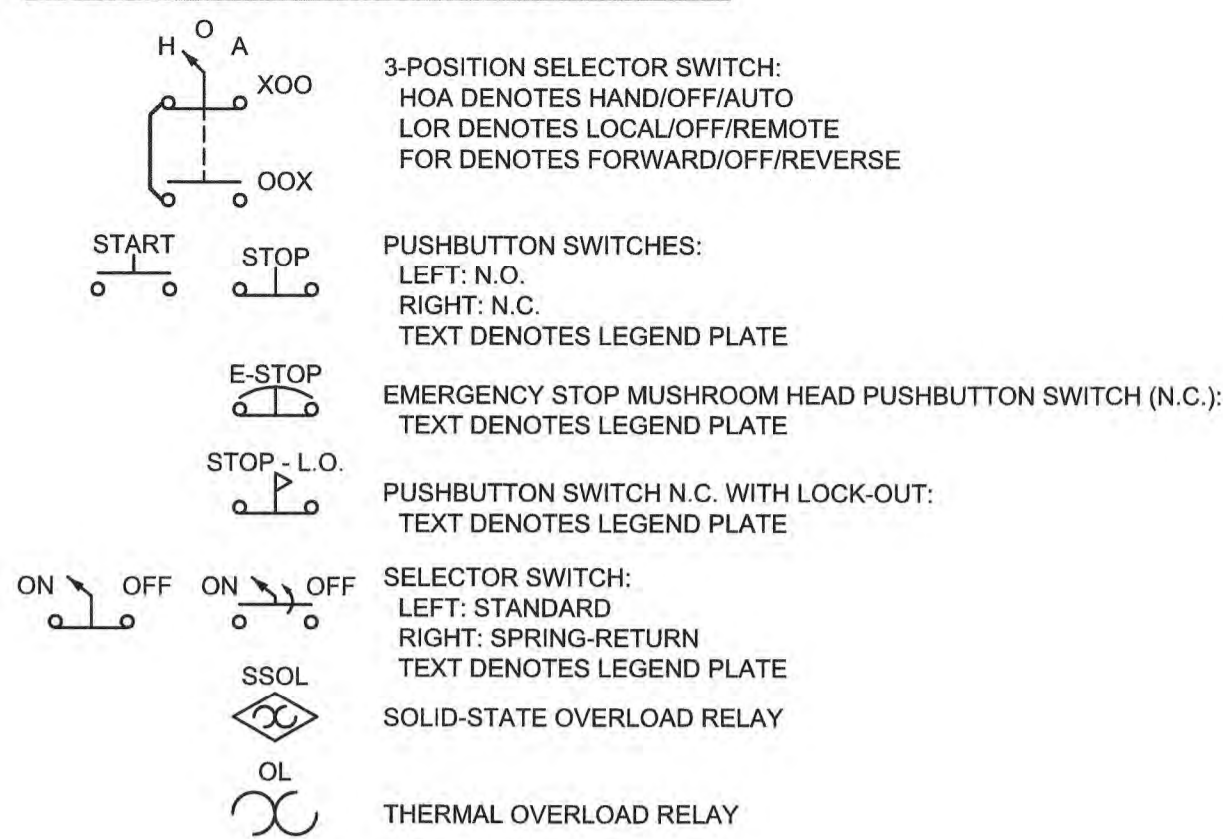 H O A
XOO
OOX
3-POSITION SELECTOR SWITCH:
HOA DENOTES HAND/OFF/AUTO
LOR DENOTES LOCAL/OFF/REMOTE
FOR DENOTES FORWARD/OFF/REVERSE
START STOP
PUSHBUTTON SWITCHES:
LEFT: N.O.
RIGHT: N.C.
TEXT DENOTES LEGEND PLATE
E-STOP
EMERGENCY STOP MUSHROOM HEAD PUSHBUTTON SWITCH (N.C.):
TEXT DENOTES LEGEND PLATE
STOP - L.O.
PUSHBUTTON SWITCH N.C. WITH LOCK-OUT:
TEXT DENOTES LEGEND PLATE
ON OFF ON OFF
SELECTOR SWITCH:
LEFT: STANDARD
RIGHT: SPRING-RETURN
TEXT DENOTES LEGEND PLATE
SSOL
SOLID-STATE OVERLOAD RELAY
OL
THERMAL OVERLOAD RELAY